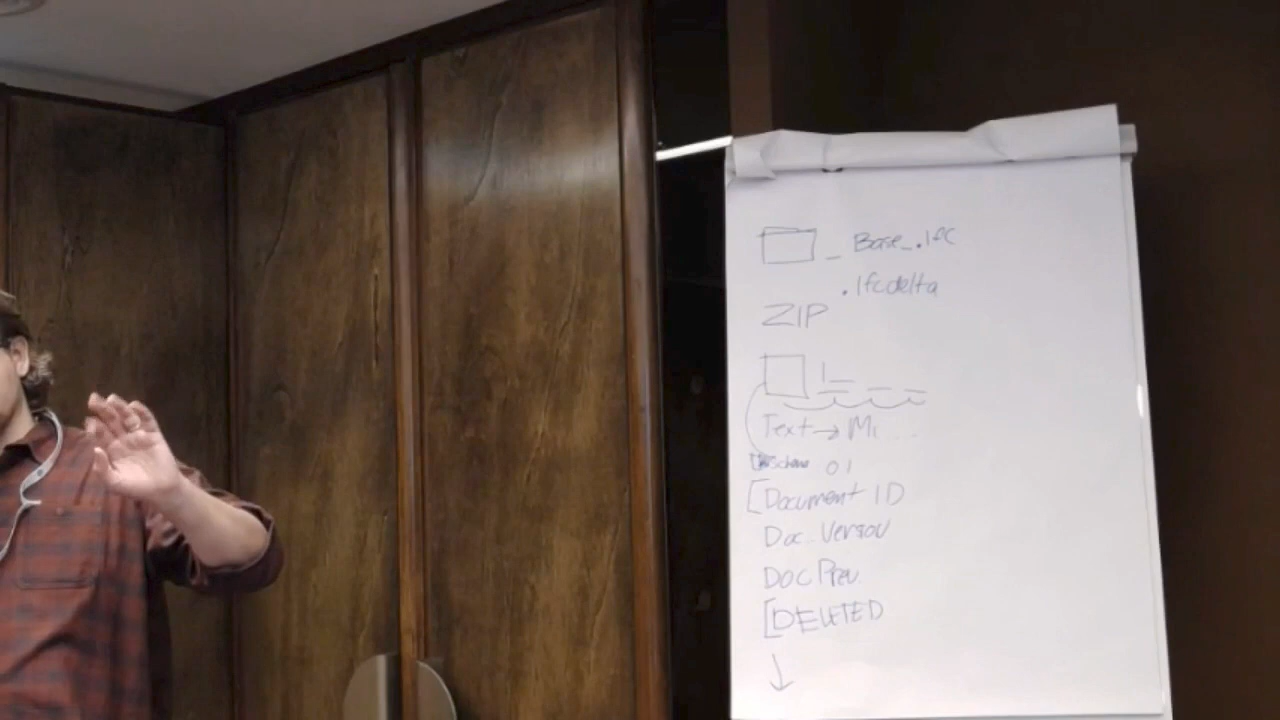 _ Base_.ifc
.ifcdelta
ZIP
Text → Mi ...
Schema 01
[Document ID
Doc. Version
Doc Prev.
[DELETED
↓